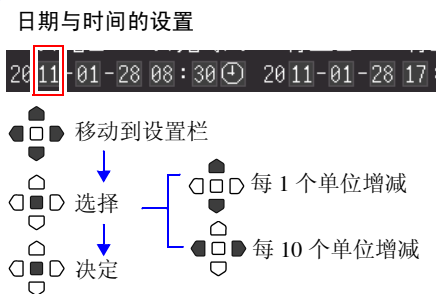 日期与时间的设置
2011-01-28 08:30 2011-01-28 17:
移动到设置栏
选择
每 1 个单位增减
每 10 个单位增减
决定